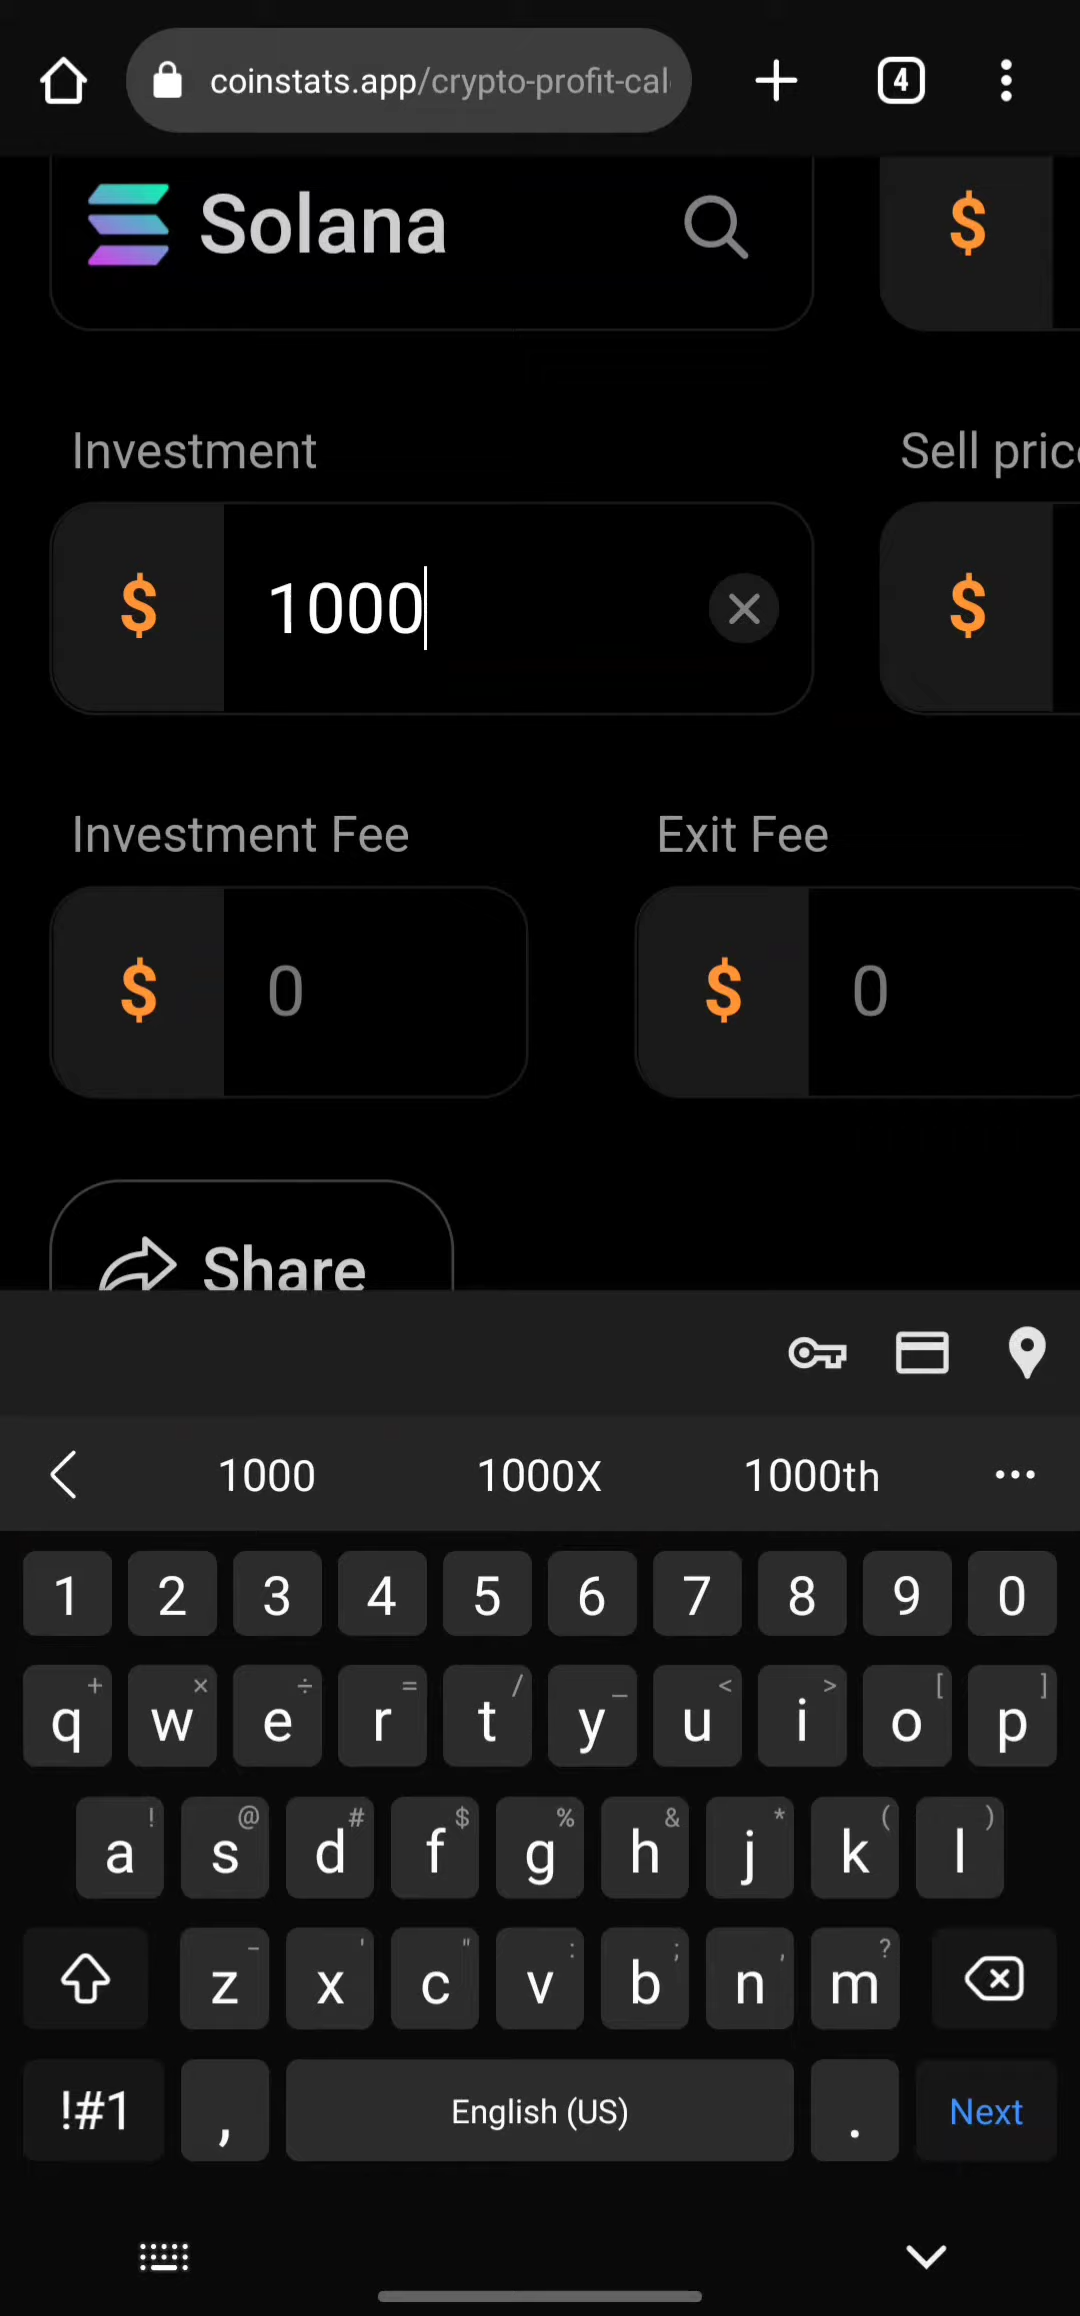 coinstats.app/crypto-profit-cal
4
Solana
$
Investment
Sell price
$ 1000
$
Investment Fee
Exit Fee
$ 0
$ 0
Share
1000 1000X 1000th ...
1 2 3 4 5 6 7 8 9 0
+ × ÷ = / _ < > [ ]
q w e r t y u i o p
! @ # $ % & * ( )
a s d f g h j k l
- ' " : ; , ?
z x c v b n m
!#1 , English (US) . Next